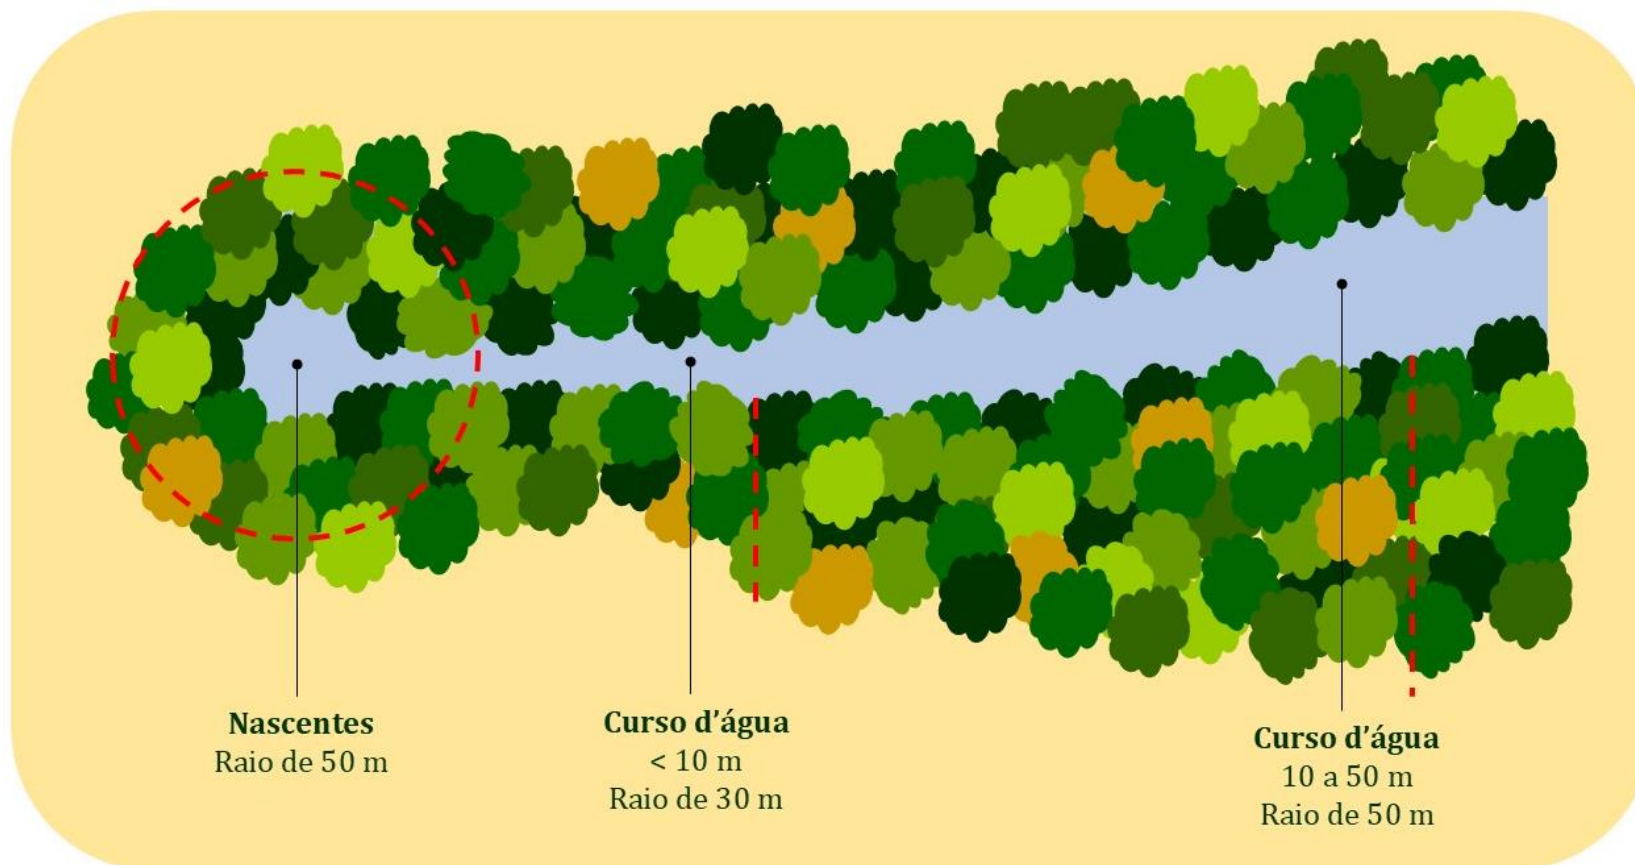 Nascentes
Raio de 50 m
Curso d'água
< 10 m
Raio de 30 m
Curso d'água
10 a 50 m
Raio de 50 m